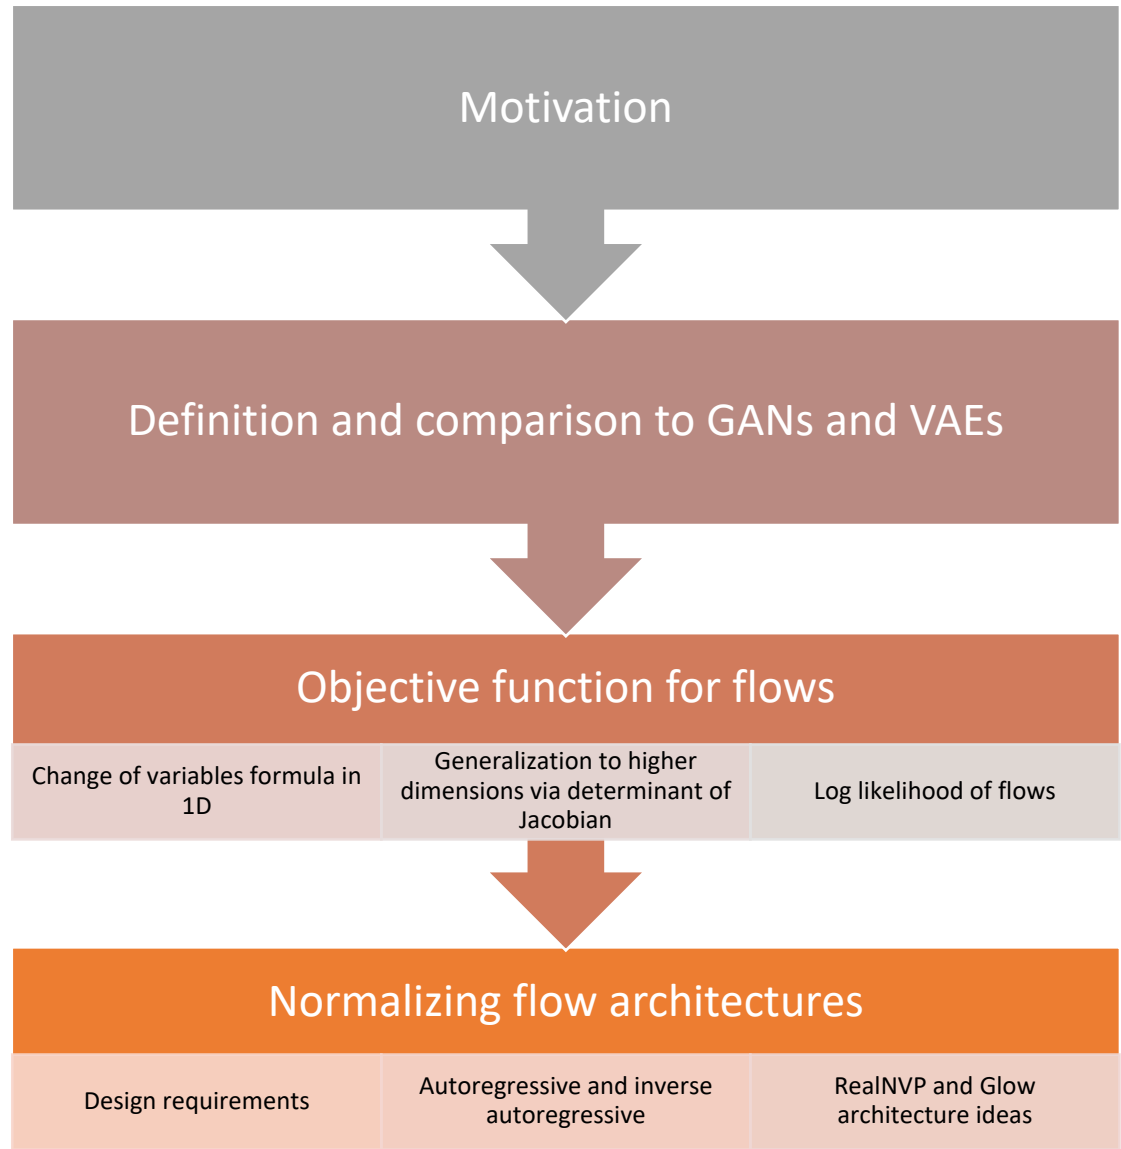 Motivation
Definition and comparison to GANs and VAEs
Objective function for flows
Change of variables formula in
1D
Generalization to higher
dimensions via determinant of
Jacobian
Log likelihood of flows
Normalizing flow architectures
Design requirements
Autoregressive and inverse
autoregressive
RealNVP and Glow
architecture ideas